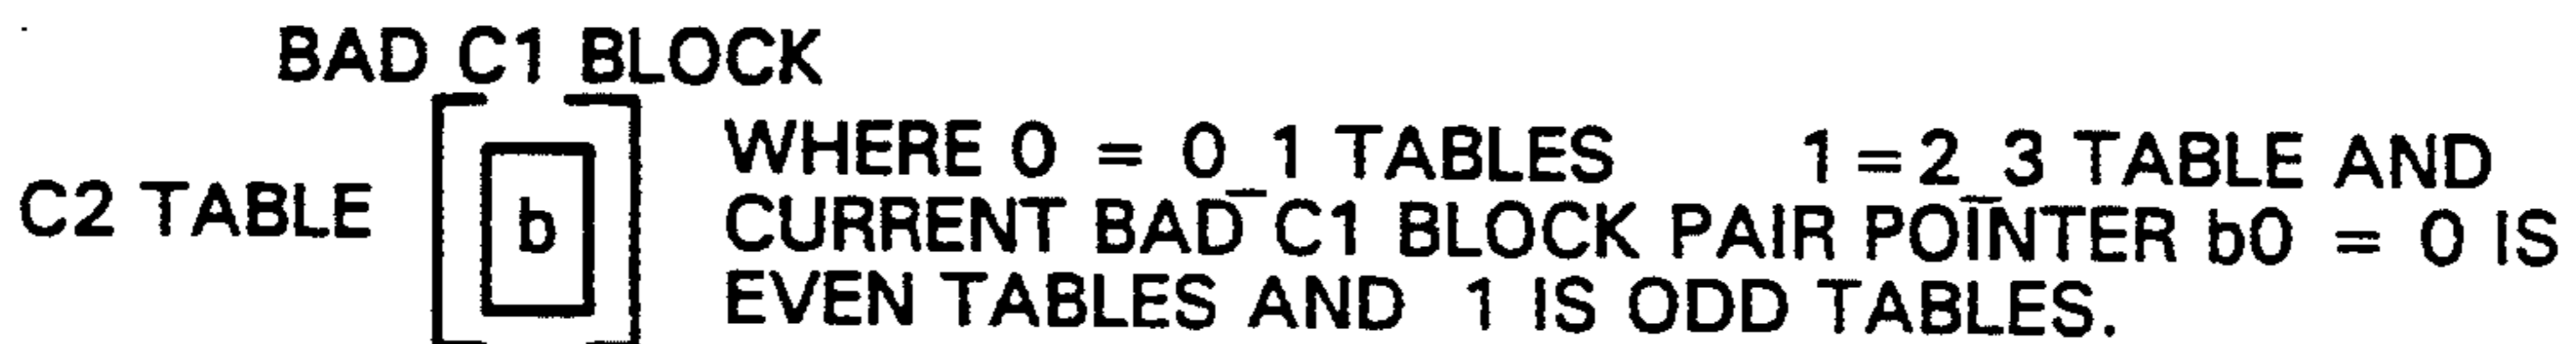 BAD C1 BLOCK
WHERE 0 = 0_1 TABLES 1 = 2_3 TABLE AND
C2 TABLE b CURRENT BAD C1 BLOCK PAIR POINTER b0 = 0 IS
EVEN TABLES AND 1 IS ODD TABLES.